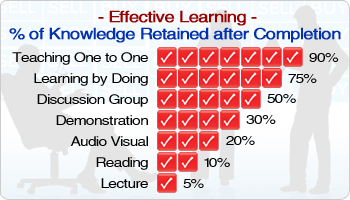 - Effective Learning -
% of Knowledge Retained after Completion
Teaching One to One 90%
Learning by Doing 75%
Discussion Group 50%
Demonstration 30%
Audio Visual 20%
Reading 10%
Lecture 5%